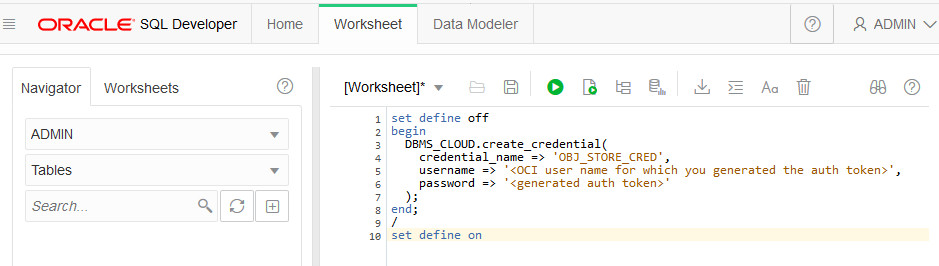 ORACLE SQL Developer Home Worksheet Data Modeler ? ADMIN
Navigator Worksheets ?
ADMIN
Tables
Search...
[Worksheet]* Aa ?
1 set define off
2 begin
3 DBMS_CLOUD.create_credential(
4 credential_name => 'OBJ_STORE_CRED',
5 username => '<OCI user name for which you generated the auth token>',
6 password => '<generated auth token>'
7 );
8 end;
9 /
10 set define on